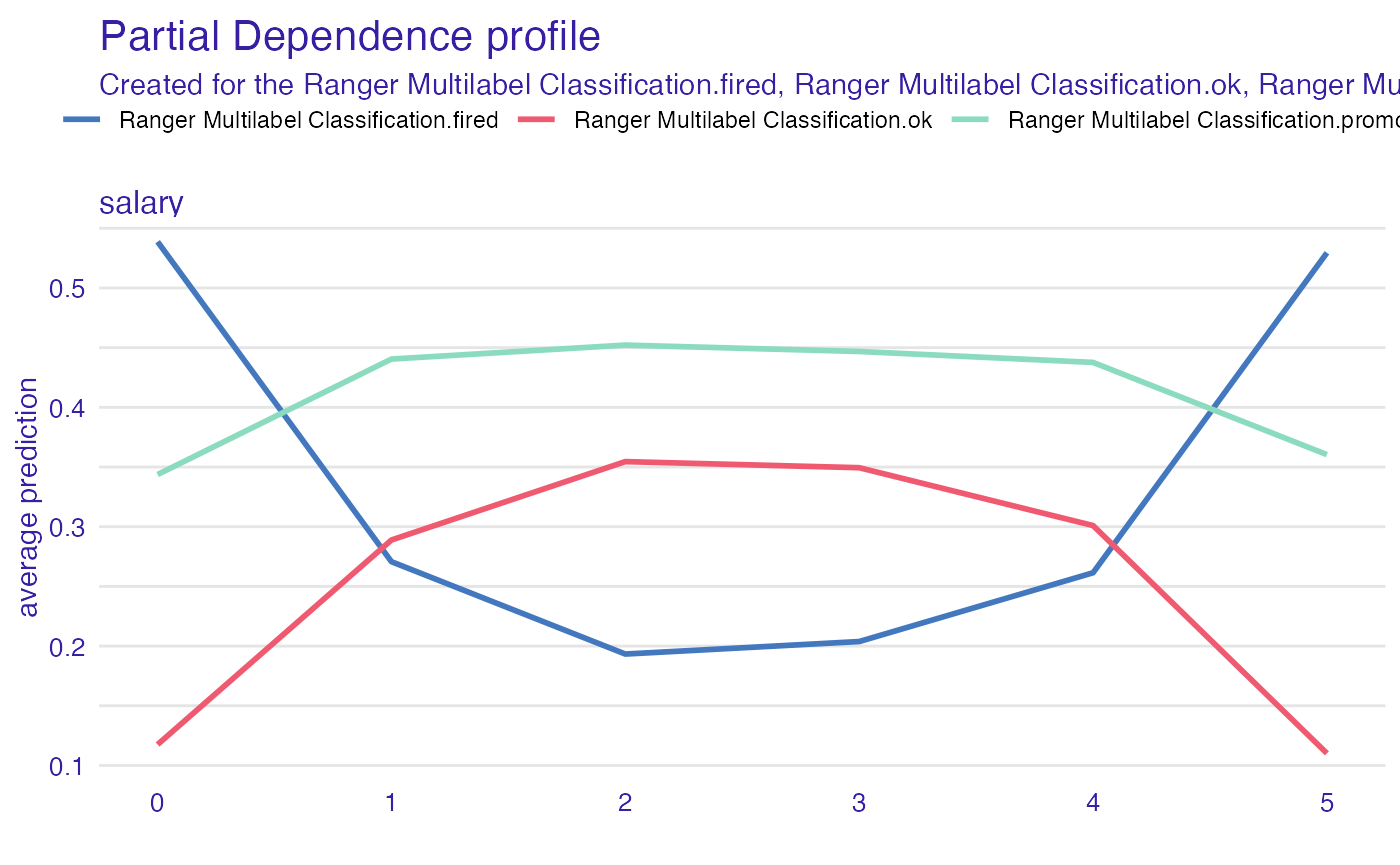 Partial Dependence profile
Created for the Ranger Multilabel Classification.fired, Ranger Multilabel Classification.ok, Ranger Mu
Ranger Multilabel Classification.fired Ranger Multilabel Classification.ok Ranger Multilabel Classification.promo
salary
average prediction
0.5
0.4
0.3
0.2
0.1
0 1 2 3 4 5